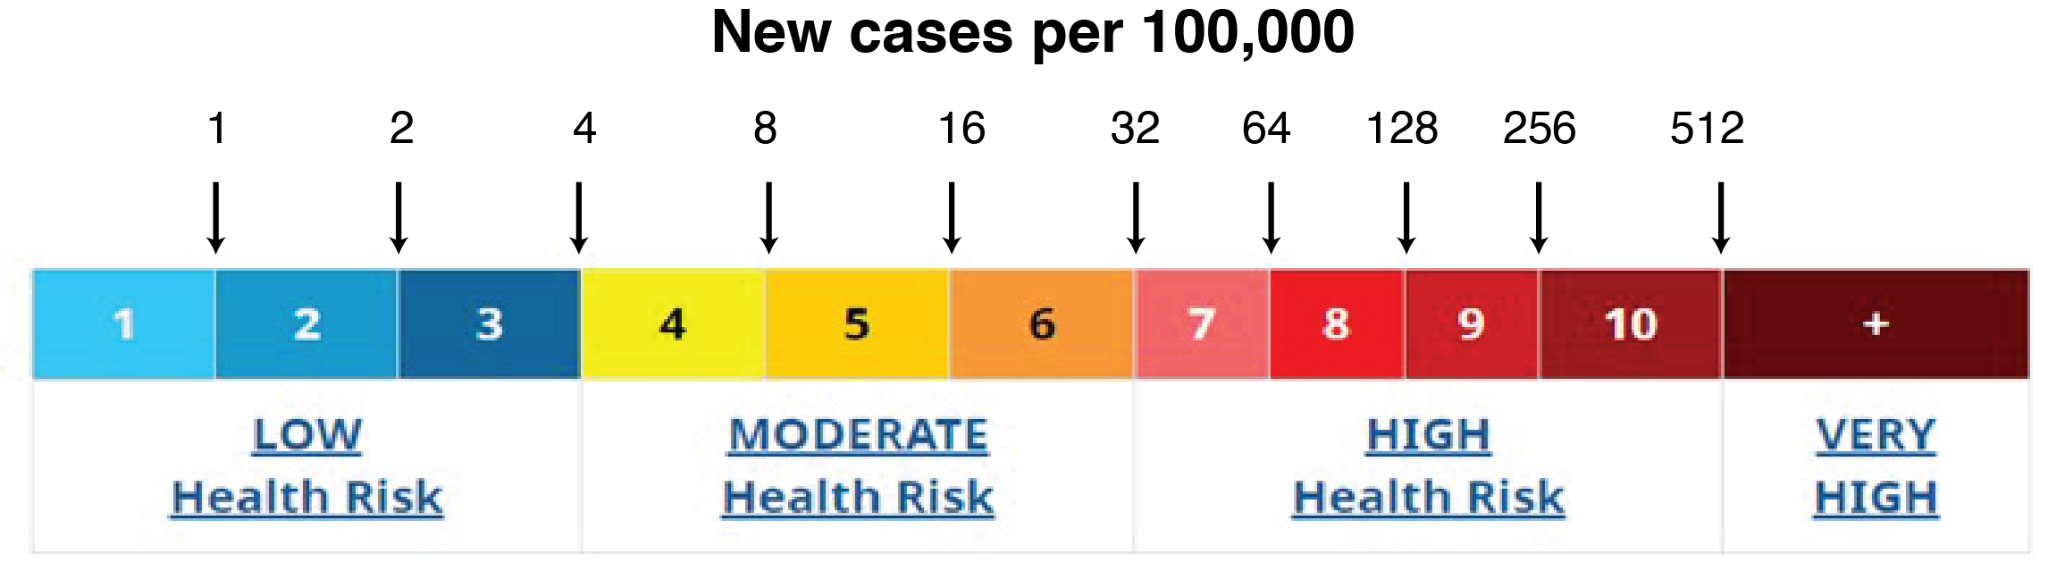 New cases per 100,000
1 2 4 8 16 32 64 128 256 512
1 2 3 4 5 6 7 8 9 10 +
LOW MODERATE HIGH VERY
Health Risk Health Risk Health Risk HIGH